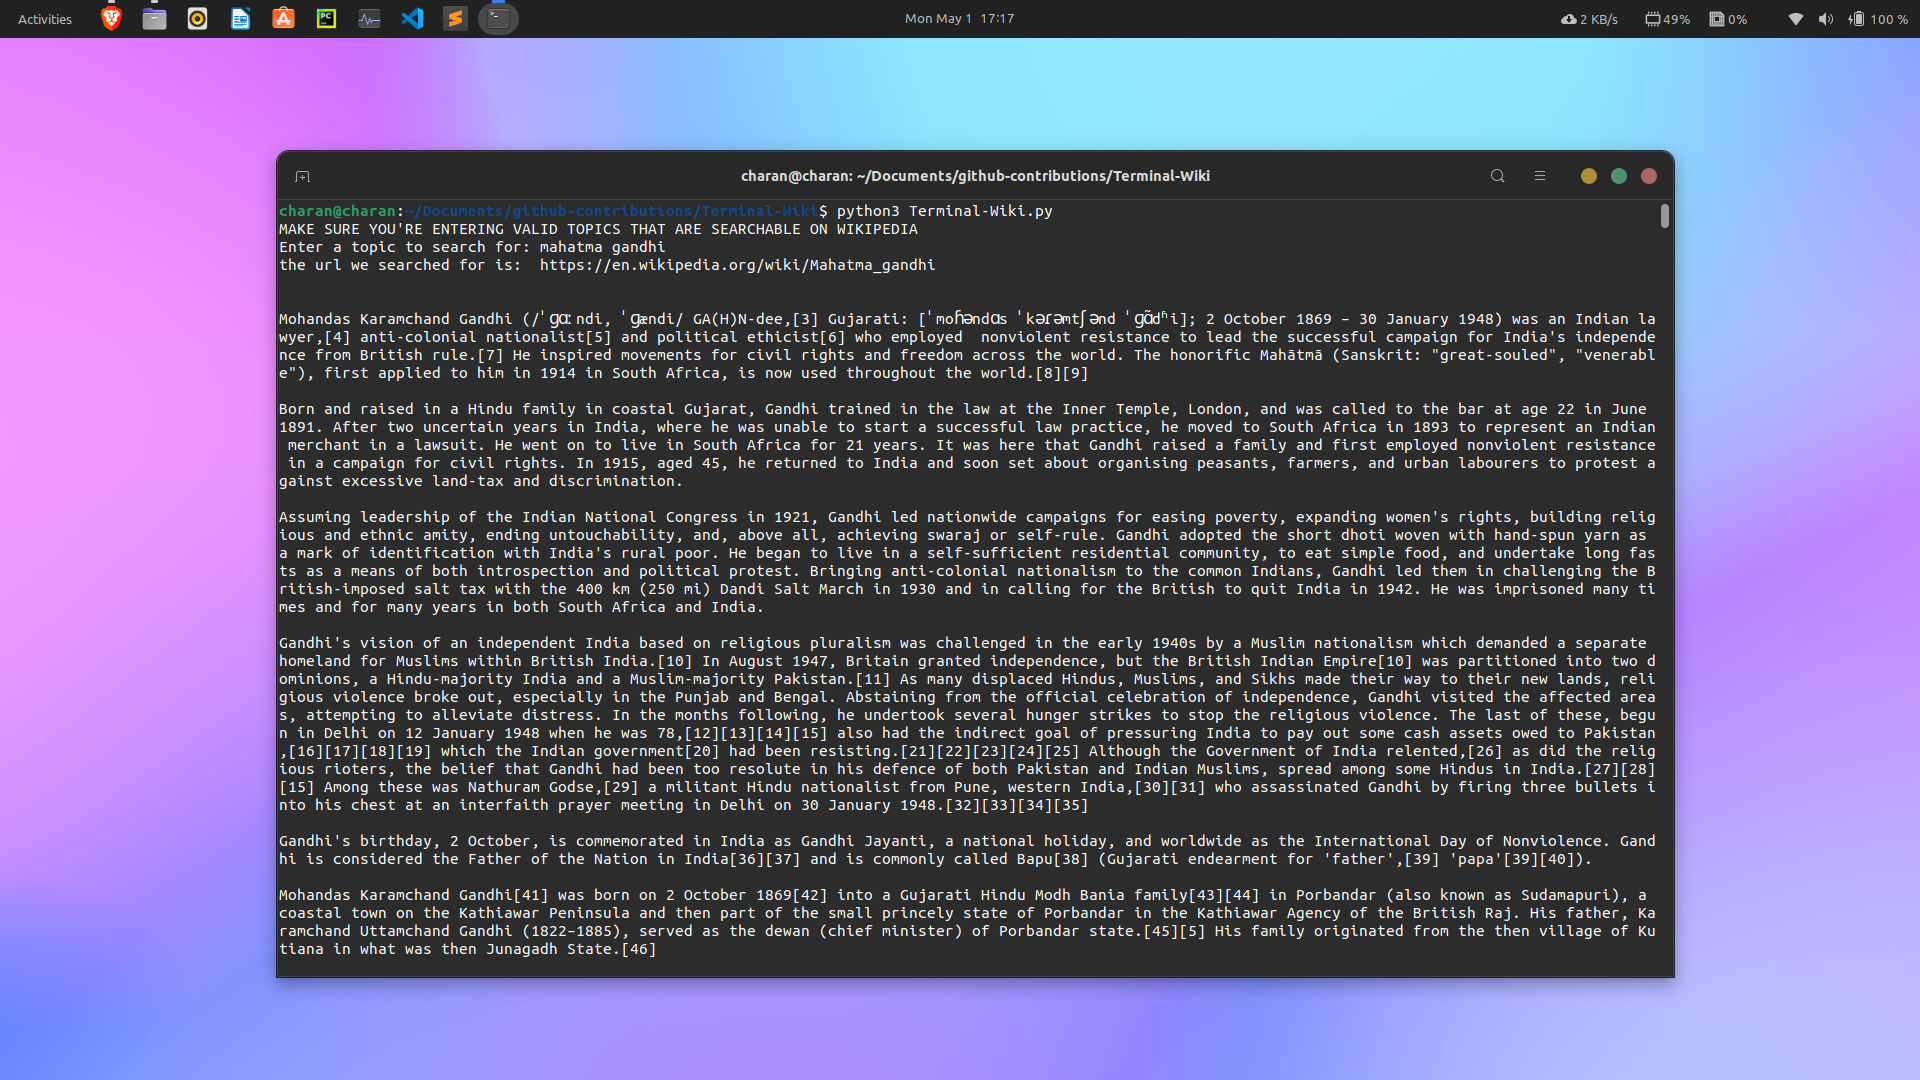 Activities
Mon May 1 17:17
2 KB/s
49%
0%
100 %
charan@charan: ~/Documents/github-contributions/Terminal-Wiki
charan@charan:~/Documents/github-contributions/Terminal-Wiki$ python3 Terminal-Wiki.py
MAKE SURE YOU'RE ENTERING VALID TOPICS THAT ARE SEARCHABLE ON WIKIPEDIA
Enter a topic to search for: mahatma gandhi
the url we searched for is:  https://en.wikipedia.org/wiki/Mahatma_gandhi
Mohandas Karamchand Gandhi (/ˈɡɑːndi, ˈɡændi/ GA(H)N-dee,[3] Gujarati: [ˈmoɦəndɑs ˈkəɾəmtʃənd ˈɡɑ̃dʱi]; 2 October 1869 – 30 January 1948) was an Indian la
wyer,[4] anti-colonial nationalist[5] and political ethicist[6] who employed  nonviolent resistance to lead the successful campaign for India's independe
nce from British rule.[7] He inspired movements for civil rights and freedom across the world. The honorific Mahātmā (Sanskrit: "great-souled", "venerabl
e"), first applied to him in 1914 in South Africa, is now used throughout the world.[8][9]
Born and raised in a Hindu family in coastal Gujarat, Gandhi trained in the law at the Inner Temple, London, and was called to the bar at age 22 in June
1891. After two uncertain years in India, where he was unable to start a successful law practice, he moved to South Africa in 1893 to represent an Indian
merchant in a lawsuit. He went on to live in South Africa for 21 years. It was here that Gandhi raised a family and first employed nonviolent resistance
in a campaign for civil rights. In 1915, aged 45, he returned to India and soon set about organising peasants, farmers, and urban labourers to protest a
gainst excessive land-tax and discrimination.
Assuming leadership of the Indian National Congress in 1921, Gandhi led nationwide campaigns for easing poverty, expanding women's rights, building relig
ious and ethnic amity, ending untouchability, and, above all, achieving swaraj or self-rule. Gandhi adopted the short dhoti woven with hand-spun yarn as
a mark of identification with India's rural poor. He began to live in a self-sufficient residential community, to eat simple food, and undertake long fas
ts as a means of both introspection and political protest. Bringing anti-colonial nationalism to the common Indians, Gandhi led them in challenging the B
ritish-imposed salt tax with the 400 km (250 mi) Dandi Salt March in 1930 and in calling for the British to quit India in 1942. He was imprisoned many ti
mes and for many years in both South Africa and India.
Gandhi's vision of an independent India based on religious pluralism was challenged in the early 1940s by a Muslim nationalism which demanded a separate
homeland for Muslims within British India.[10] In August 1947, Britain granted independence, but the British Indian Empire[10] was partitioned into two d
ominions, a Hindu-majority India and a Muslim-majority Pakistan.[11] As many displaced Hindus, Muslims, and Sikhs made their way to their new lands, reli
gious violence broke out, especially in the Punjab and Bengal. Abstaining from the official celebration of independence, Gandhi visited the affected area
s, attempting to alleviate distress. In the months following, he undertook several hunger strikes to stop the religious violence. The last of these, begu
n in Delhi on 12 January 1948 when he was 78,[12][13][14][15] also had the indirect goal of pressuring India to pay out some cash assets owed to Pakistan
,[16][17][18][19] which the Indian government[20] had been resisting.[21][22][23][24][25] Although the Government of India relented,[26] as did the relig
ious rioters, the belief that Gandhi had been too resolute in his defence of both Pakistan and Indian Muslims, spread among some Hindus in India.[27][28]
[15] Among these was Nathuram Godse,[29] a militant Hindu nationalist from Pune, western India,[30][31] who assassinated Gandhi by firing three bullets i
nto his chest at an interfaith prayer meeting in Delhi on 30 January 1948.[32][33][34][35]
Gandhi's birthday, 2 October, is commemorated in India as Gandhi Jayanti, a national holiday, and worldwide as the International Day of Nonviolence. Gand
hi is considered the Father of the Nation in India[36][37] and is commonly called Bapu[38] (Gujarati endearment for 'father',[39] 'papa'[39][40]).
Mohandas Karamchand Gandhi[41] was born on 2 October 1869[42] into a Gujarati Hindu Modh Bania family[43][44] in Porbandar (also known as Sudamapuri), a
coastal town on the Kathiawar Peninsula and then part of the small princely state of Porbandar in the Kathiawar Agency of the British Raj. His father, Ka
ramchand Uttamchand Gandhi (1822–1885), served as the dewan (chief minister) of Porbandar state.[45][5] His family originated from the then village of Ku
tiana in what was then Junagadh State.[46]